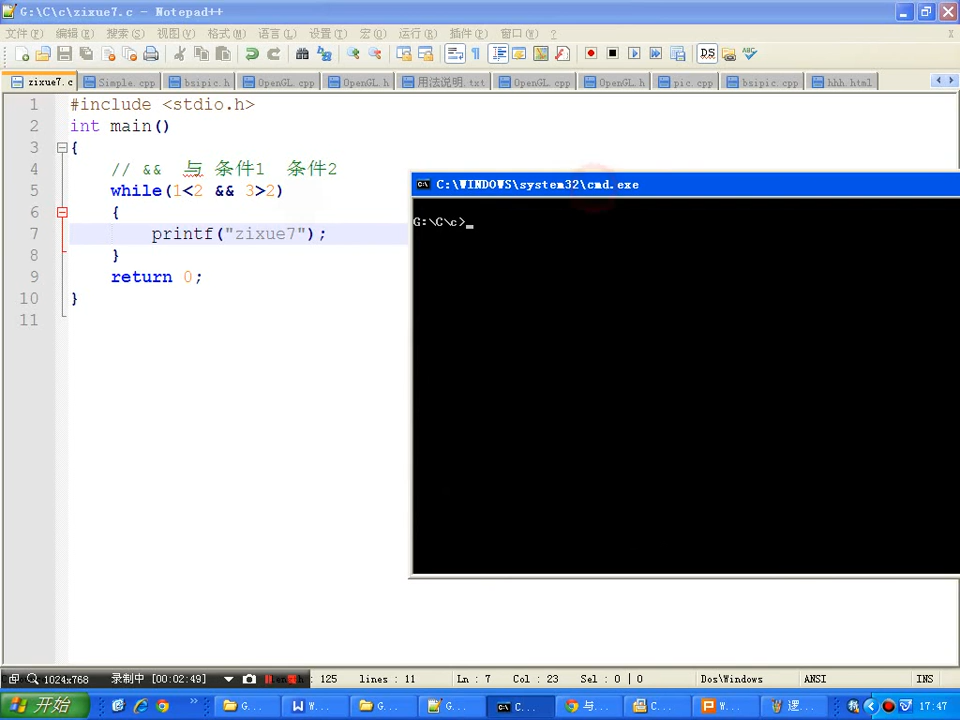 G:\C\c\zixue7.c - Notepad++
文件(F) 编辑(E) 搜索(S) 视图(V) 格式(M) 语言(L) 设置(T) 宏(O) 运行(R) 插件(P) 窗口(W) ? X
zixue7.c Simple.cpp bsipic.h OpenGL.cpp OpenGL.h 用法说明.txt OpenGL.cpp OpenGL.h pic.cpp bsipic.cpp hhh.html
1 #include <stdio.h>
2 int main()
3 {
4 // && 与 条件1 条件2
5 while(1<2 && 3>2)
6 {
7 printf("zixue7");
8 }
9 return 0;
10 }
11
C:\WINDOWS\system32\cmd.exe
G:\C\c>_
1024x768 录制中 [00:02:49] 125 lines : 11 Ln : 7 Col : 23 Sel : 0 | 0 Dos\Windows ANSI INS
开始 G... W... G... G... C... 与... C... W... 逻... 17:47